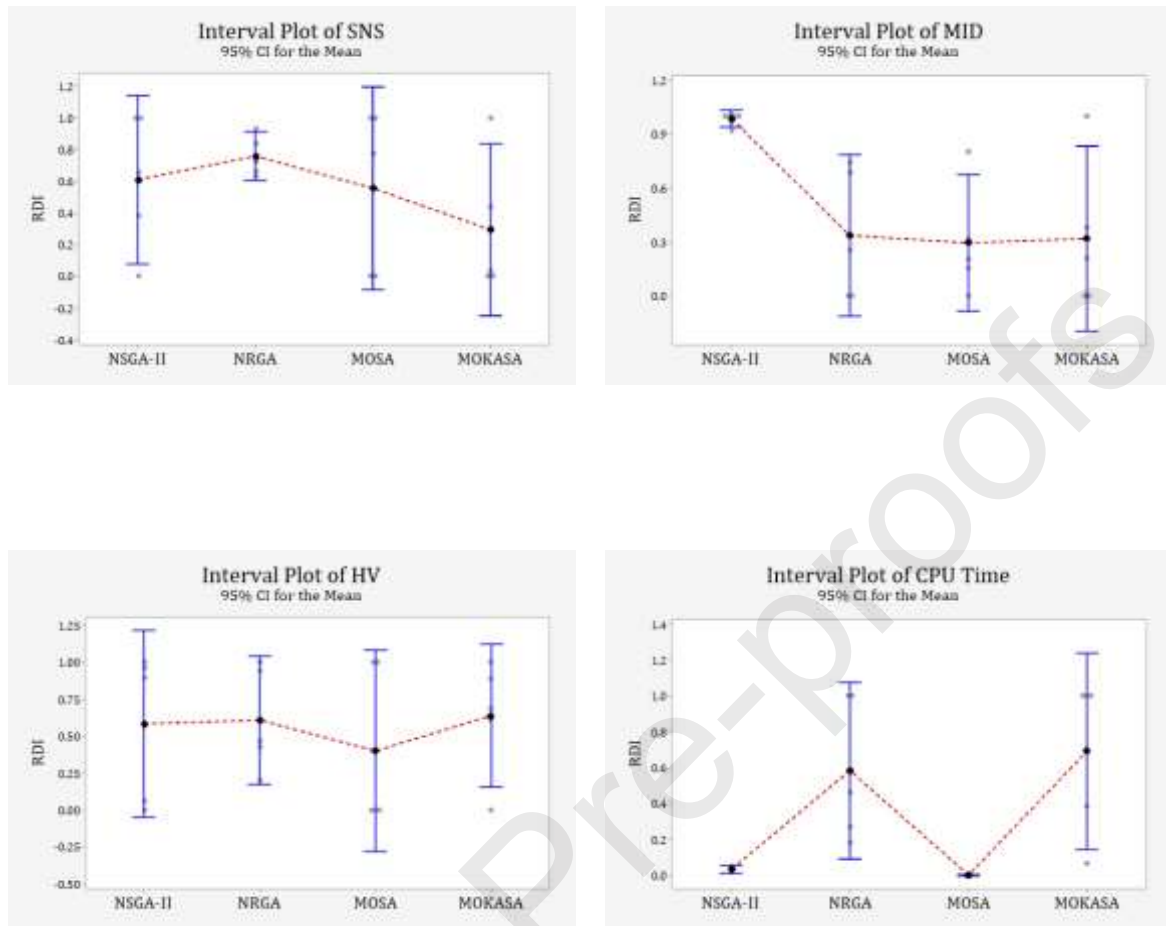 Interval Plot of SNS
95% CI for the Mean
1.2
1.0
0.8
0.6
0.4
0.2
0.0
-0.2
-0.4
RDI
NSGA-II NRGA MOSA MOKASA
Interval Plot of MID
95% CI for the Mean
1.2
0.9
0.6
0.3
0.0
RDI
NSGA-II NRGA MOSA MOKASA
Interval Plot of HV
95% CI for the Mean
1.25
1.00
0.75
0.50
0.25
0.00
-0.25
-0.50
RDI
NSGA-II NRGA MOSA MOKASA
Interval Plot of CPU Time
95% CI for the Mean
1.4
1.2
1.0
0.8
0.6
0.4
0.2
0.0
RDI
NSGA-II NRGA MOSA MOKASA
Pre-proofs